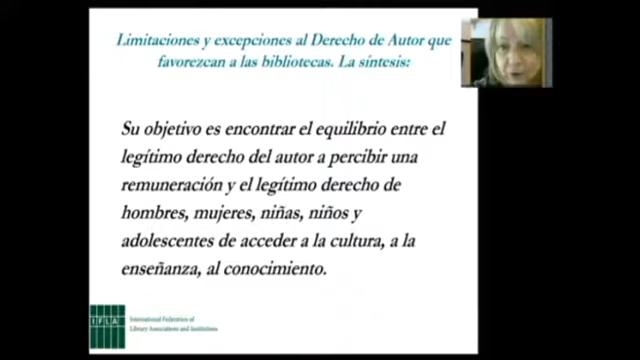 Limitaciones y excepciones al Derecho de Autor que
favorezcan a las bibliotecas. La síntesis:
Su objetivo es encontrar el equilibrio entre el
legítimo derecho del autor a percibir una
remuneración y el legítimo derecho de
hombres, mujeres, niñas, niños y
adolescentes de acceder a la cultura, a la
enseñanza, al conocimiento.
IFLA
International Federation of
Library Associations and Institutions